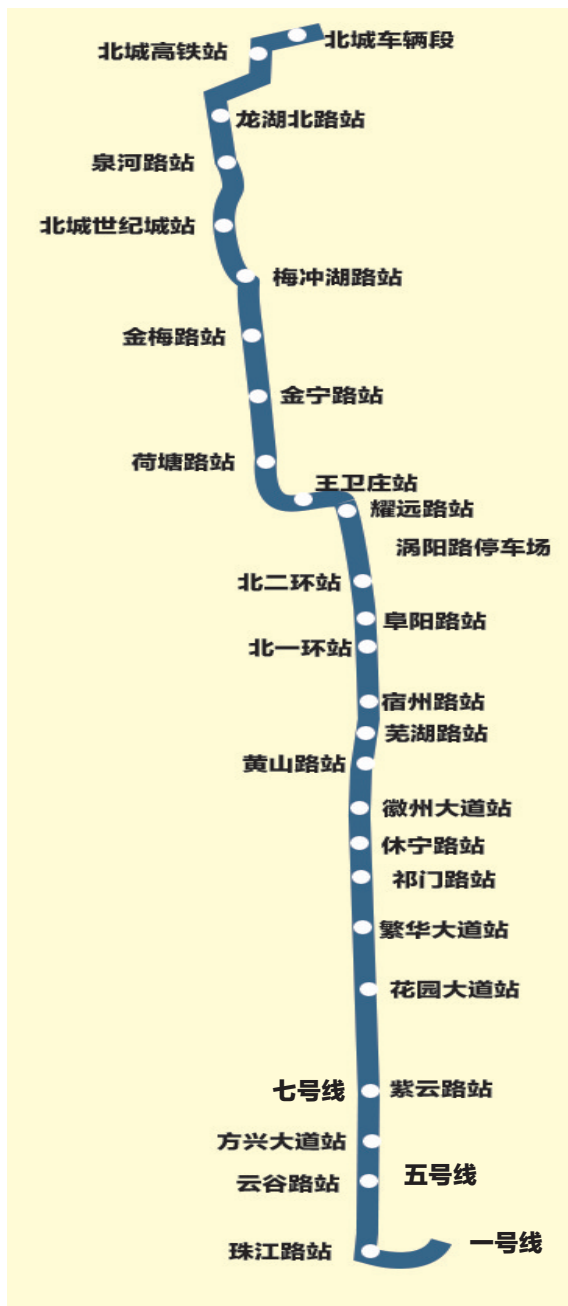 北城车辆段
北城高铁站
龙湖北路站
泉河路站
北城世纪城站
梅冲湖路站
金梅路站
金宁路站
荷塘路站
王卫庄站
耀远路站
涡阳路停车场
北二环站
阜阳路站
北一环站
宿州路站
芜湖路站
黄山路站
徽州大道站
休宁路站
祁门路站
繁华大道站
花园大道站
七号线
紫云路站
方兴大道站
五号线
云谷路站
一号线
珠江路站